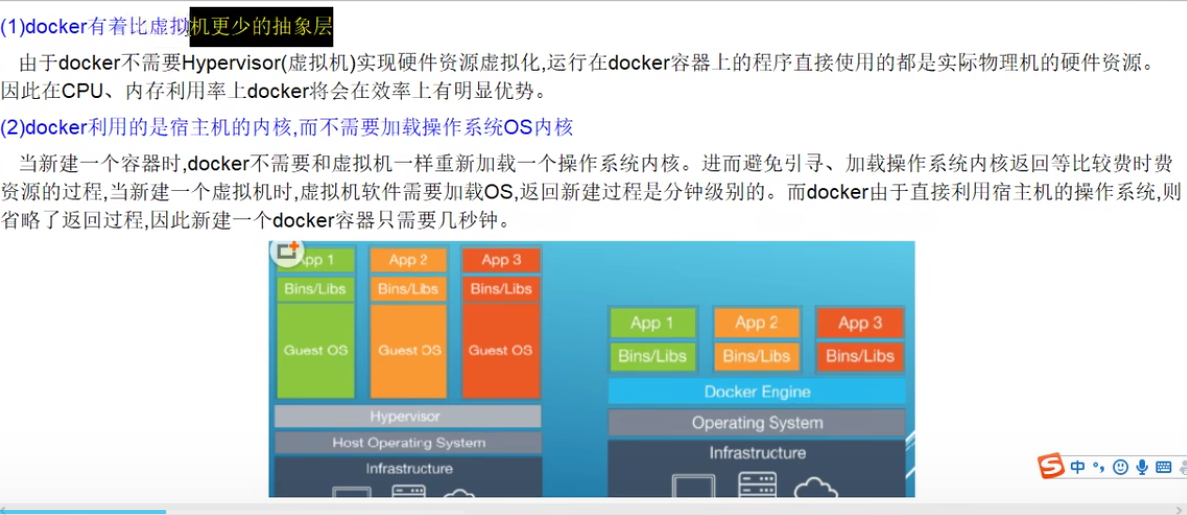 (1)docker有着比虚拟机更少的抽象层
由于docker不需要Hypervisor(虚拟机)实现硬件资源虚拟化,运行在docker容器上的程序直接使用的都是实际物理机的硬件资源。
因此在CPU、内存利用率上docker将会在效率上有明显优势。
(2)docker利用的是宿主机的内核,而不需要加载操作系统OS内核
当新建一个容器时,docker不需要和虚拟机一样重新加载一个操作系统内核。进而避免引寻、加载操作系统内核返回等比较费时费
资源的过程,当新建一个虚拟机时,虚拟机软件需要加载OS,返回新建过程是分钟级别的。而docker由于直接利用宿主机的操作系统,则
省略了返回过程,因此新建一个docker容器只需要几秒钟。
App 1 App 2 App 3
Bins/Libs Bins/Libs Bins/Libs
Guest OS Guest OS Guest OS
Hypervisor
Host Operating System
Infrastructure
App 1 App 2 App 3
Bins/Libs Bins/Libs Bins/Libs
Docker Engine
Operating System
Infrastructure
S 中